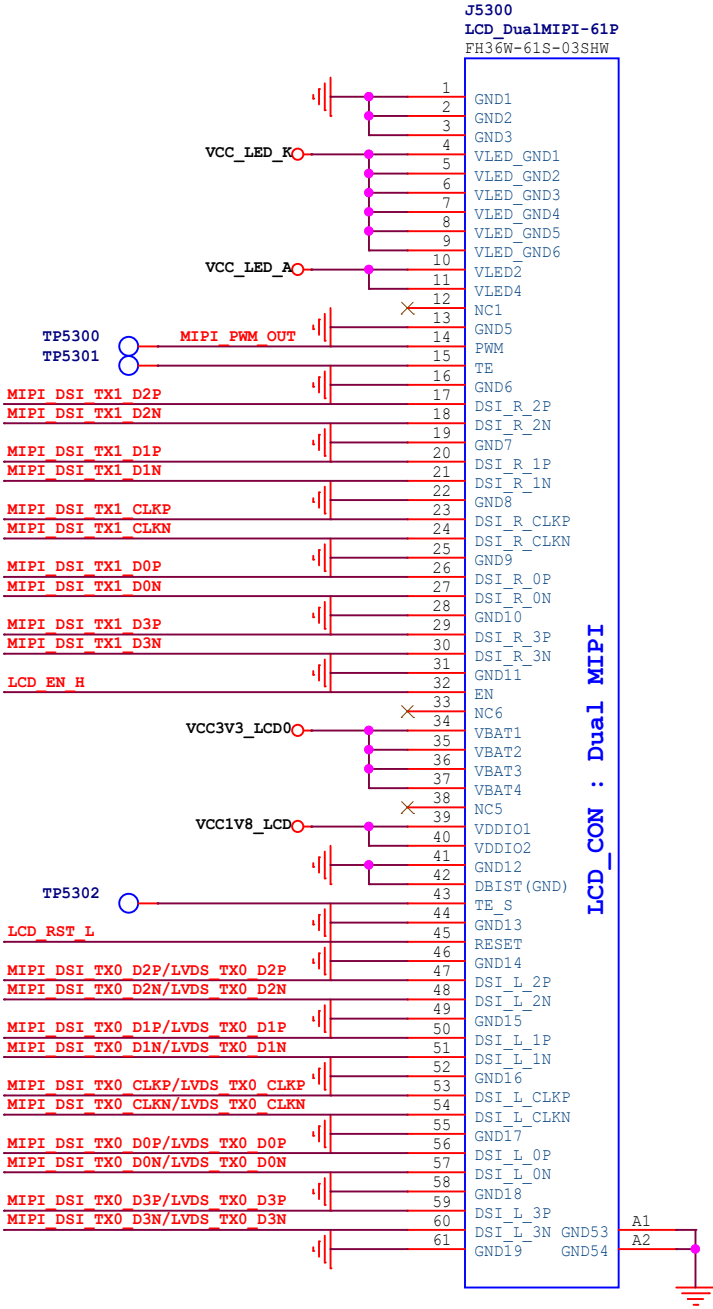 J5300
LCD_DualMIPI-61P
FH36W-61S-03SHW
1 GND1
2 GND2
3 GND3
VCC_LED_K 4 VLED_GND1
5 VLED_GND2
6 VLED_GND3
7 VLED_GND4
8 VLED_GND5
9 VLED_GND6
VCC_LED_A 10 VLED2
11 VLED4
12 NC1
13 GND5
TP5300 MIPI_PWM_OUT 14 PWM
TP5301 15 TE
16 GND6
MIPI_DSI_TX1_D2P 17 DSI_R_2P
MIPI_DSI_TX1_D2N 18 DSI_R_2N
19 GND7
MIPI_DSI_TX1_D1P 20 DSI_R_1P
MIPI_DSI_TX1_D1N 21 DSI_R_1N
22 GND8
MIPI_DSI_TX1_CLKP 23 DSI_R_CLKP
MIPI_DSI_TX1_CLKN 24 DSI_R_CLKN
25 GND9
MIPI_DSI_TX1_D0P 26 DSI_R_0P
MIPI_DSI_TX1_D0N 27 DSI_R_0N
28 GND10
MIPI_DSI_TX1_D3P 29 DSI_R_3P
MIPI_DSI_TX1_D3N 30 DSI_R_3N
31 GND11
LCD_EN_H 32 EN
33 NC6
VCC3V3_LCD0 34 VBAT1
35 VBAT2
36 VBAT3
37 VBAT4
38 NC5
VCC1V8_LCD 39 VDDIO1
40 VDDIO2
41 GND12
42 DBIST(GND)
TP5302 43 TE_S
44 GND13
LCD_RST_L 45 RESET
46 GND14
MIPI_DSI_TX0_D2P/LVDS_TX0_D2P 47 DSI_L_2P
MIPI_DSI_TX0_D2N/LVDS_TX0_D2N 48 DSI_L_2N
49 GND15
MIPI_DSI_TX0_D1P/LVDS_TX0_D1P 50 DSI_L_1P
MIPI_DSI_TX0_D1N/LVDS_TX0_D1N 51 DSI_L_1N
52 GND16
MIPI_DSI_TX0_CLKP/LVDS_TX0_CLKP 53 DSI_L_CLKP
MIPI_DSI_TX0_CLKN/LVDS_TX0_CLKN 54 DSI_L_CLKN
55 GND17
MIPI_DSI_TX0_D0P/LVDS_TX0_D0P 56 DSI_L_0P
MIPI_DSI_TX0_D0N/LVDS_TX0_D0N 57 DSI_L_0N
58 GND18
MIPI_DSI_TX0_D3P/LVDS_TX0_D3P 59 DSI_L_3P
MIPI_DSI_TX0_D3N/LVDS_TX0_D3N 60 DSI_L_3N GND53 A1
61 GND19 GND54 A2
LCD_CON : Dual MIPI